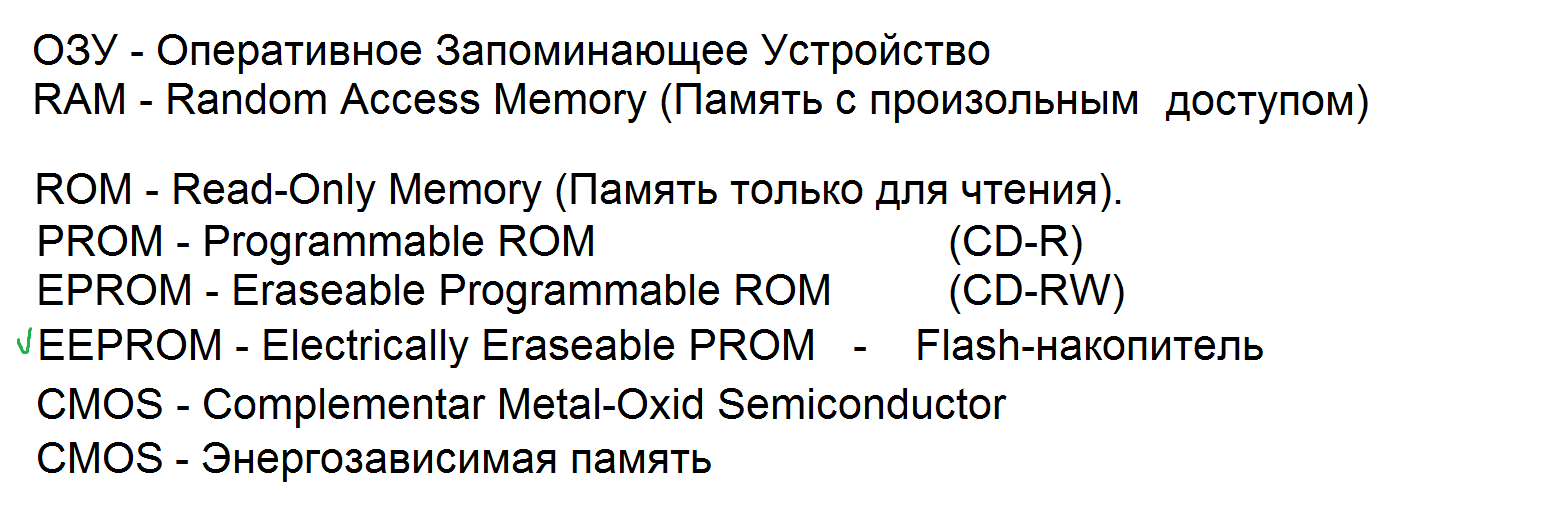 ОЗУ - Оперативное Запоминающее Устройство
RAM - Random Access Memory (Память с произольным доступом)
ROM - Read-Only Memory (Память только для чтения).
PROM - Programmable ROM (CD-R)
EPROM - Eraseable Programmable ROM (CD-RW)
EEPROM - Electrically Eraseable PROM - Flash-накопитель
CMOS - Complementar Metal-Oxid Semiconductor
CMOS - Энергозависимая память